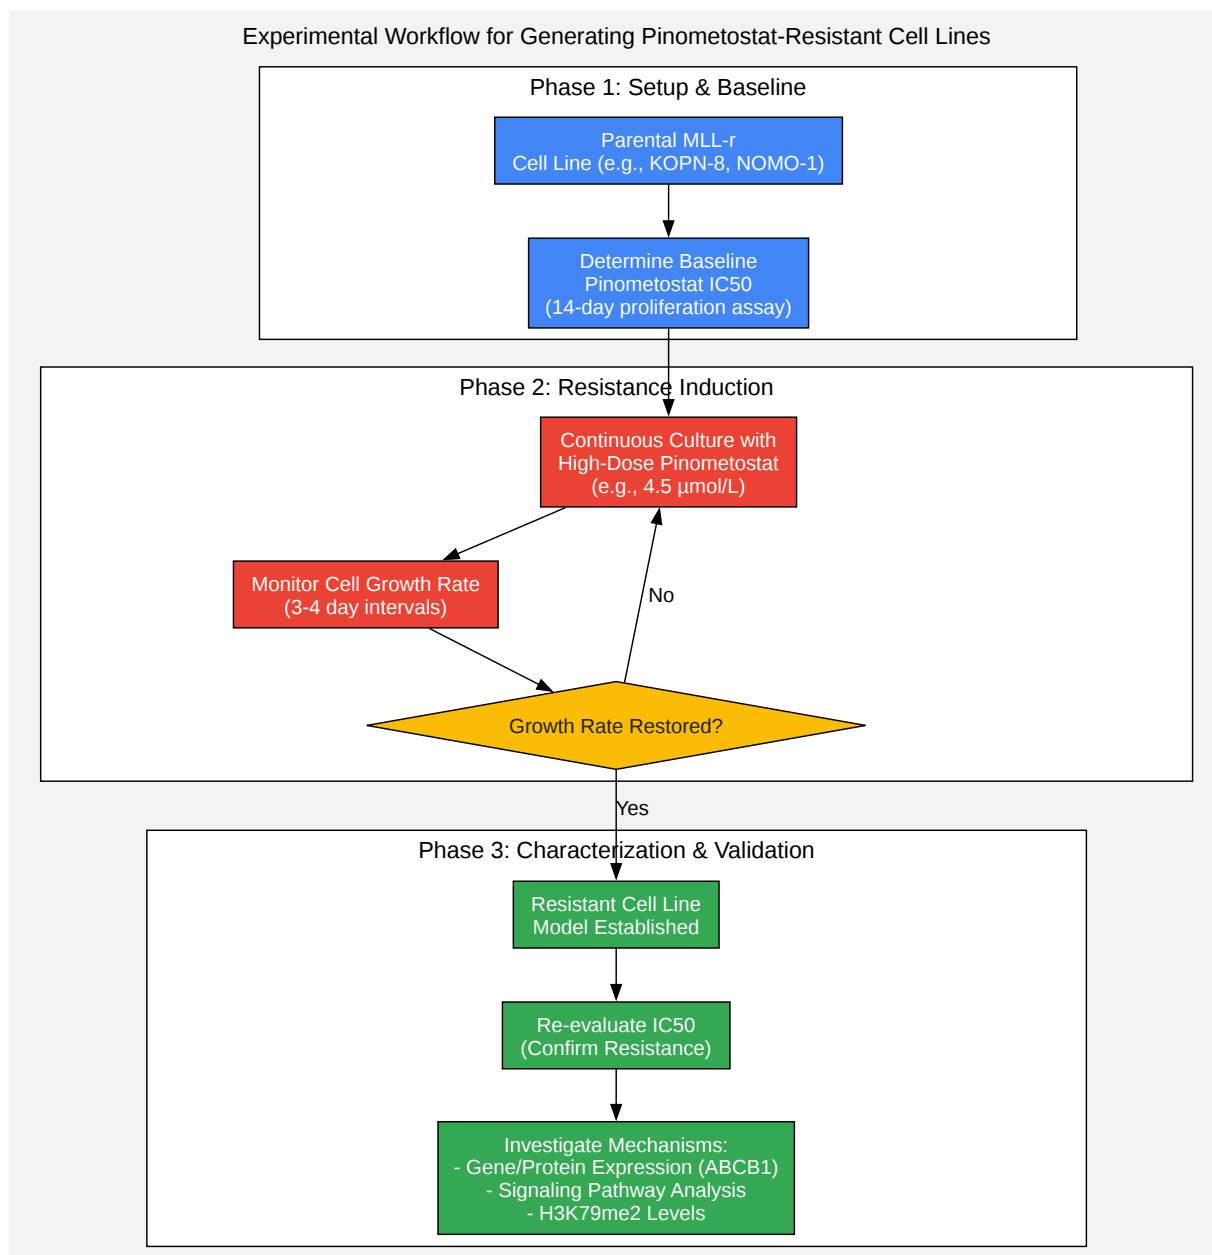 Experimental Workflow for Generating Pinometostat-Resistant Cell Lines
Phase 1: Setup & Baseline
Parental MLL-r
Cell Line (e.g., KOPN-8, NOMO-1)
Determine Baseline
Pinometostat IC50
(14-day proliferation assay)
Phase 2: Resistance Induction
Continuous Culture with
High-Dose Pinometostat
(e.g., 4.5 µmol/L)
Monitor Cell Growth Rate
(3-4 day intervals)
No
Growth Rate Restored?
Yes
Phase 3: Characterization & Validation
Resistant Cell Line
Model Established
Re-evaluate IC50
(Confirm Resistance)
Investigate Mechanisms:
- Gene/Protein Expression (ABCB1)
- Signaling Pathway Analysis
- H3K79me2 Levels